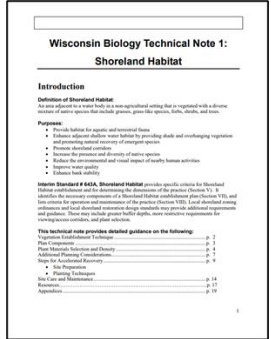 Wisconsin Biology Technical Note 1:
Shoreland Habitat
Introduction
Definition of Shoreland Habitat:
An area adjacent to a water body in a non-agricultural setting that is vegetated with a diverse
mixture of native species that include grasses, grass-like species, forbs, shrubs, and trees.
Purposes:
• Provide habitat for aquatic and terrestrial fauna
• Enhance adjacent shallow water habitat by providing shade and overhanging vegetation
and promoting natural recovery of emergent species
• Promote shoreland corridors
• Increase the presence and diversity of native species
• Reduce the environmental and visual impact of nearby human activities
• Improve water quality
• Enhance bank stability
Interim Standard # 643A, Shoreland Habitat provides specific criteria for Shoreland
Habitat establishment and for determining the dimensions of the practice (Section V). It
identifies the necessary components of a Shoreland Habitat establishment plan (Section VII), and
lists criteria for operation and maintenance of the practice (Section VIII). Local shoreland zoning
ordinances and local shoreland restoration design standards may provide additional requirements
and guidance. These may include greater buffer depths, more restrictive requirements for
viewing/access corridors, and plant selection.
This technical note provides detailed guidance on the following:
Vegetation Establishment Technique p. 2
Plan Components p. 3
Plant Materials Selection and Density p. 4
Additional Planning Considerations p. 7
Steps for Accelerated Recovery p. 9
• Site Preparation
• Planting Techniques
Site Care and Maintenance p. 14
Resources p. 17
Appendices p. 19
1